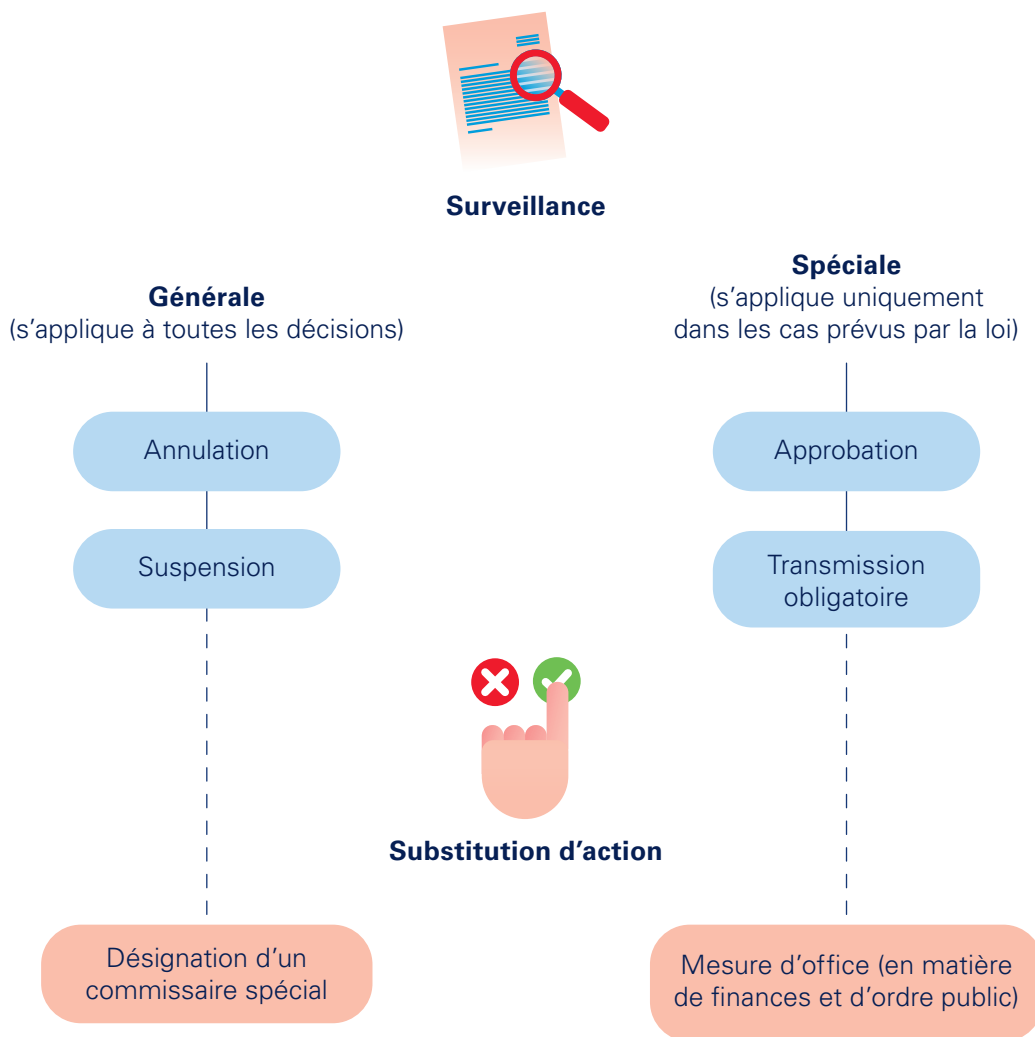 Surveillance
Générale
(s’applique à toutes les décisions)
Spéciale
(s’applique uniquement
dans les cas prévus par la loi)
Annulation
Approbation
Suspension
Transmission
obligatoire
Substitution d’action
Désignation d’un
commissaire spécial
Mesure d’office (en matière
de finances et d’ordre public)